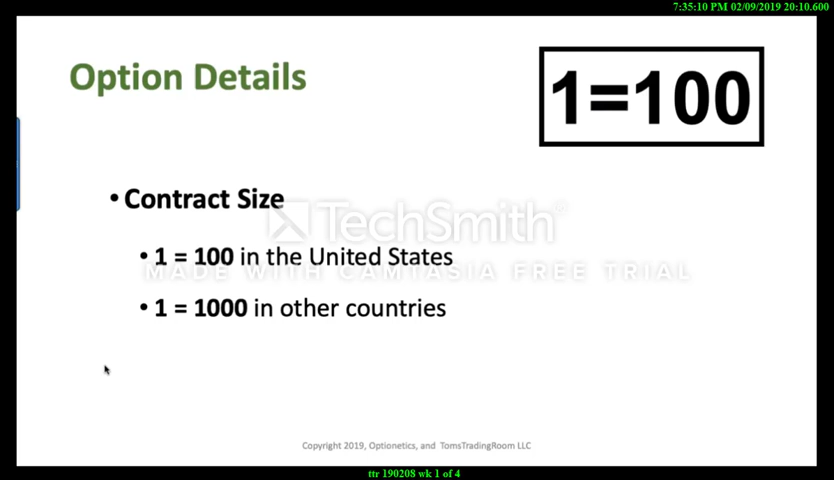 7:35:10 PM 02/09/2019 20:10.600
Option Details
1=100
• Contract Size
TechSmith®
• 1 = 100 in the United States
MADE WITH CAMTASIA FREE TRIAL
• 1 = 1000 in other countries
Copyright 2019, Optionetics, and TomsTradingRoom LLC
ttr 190208 wk 1 of 4